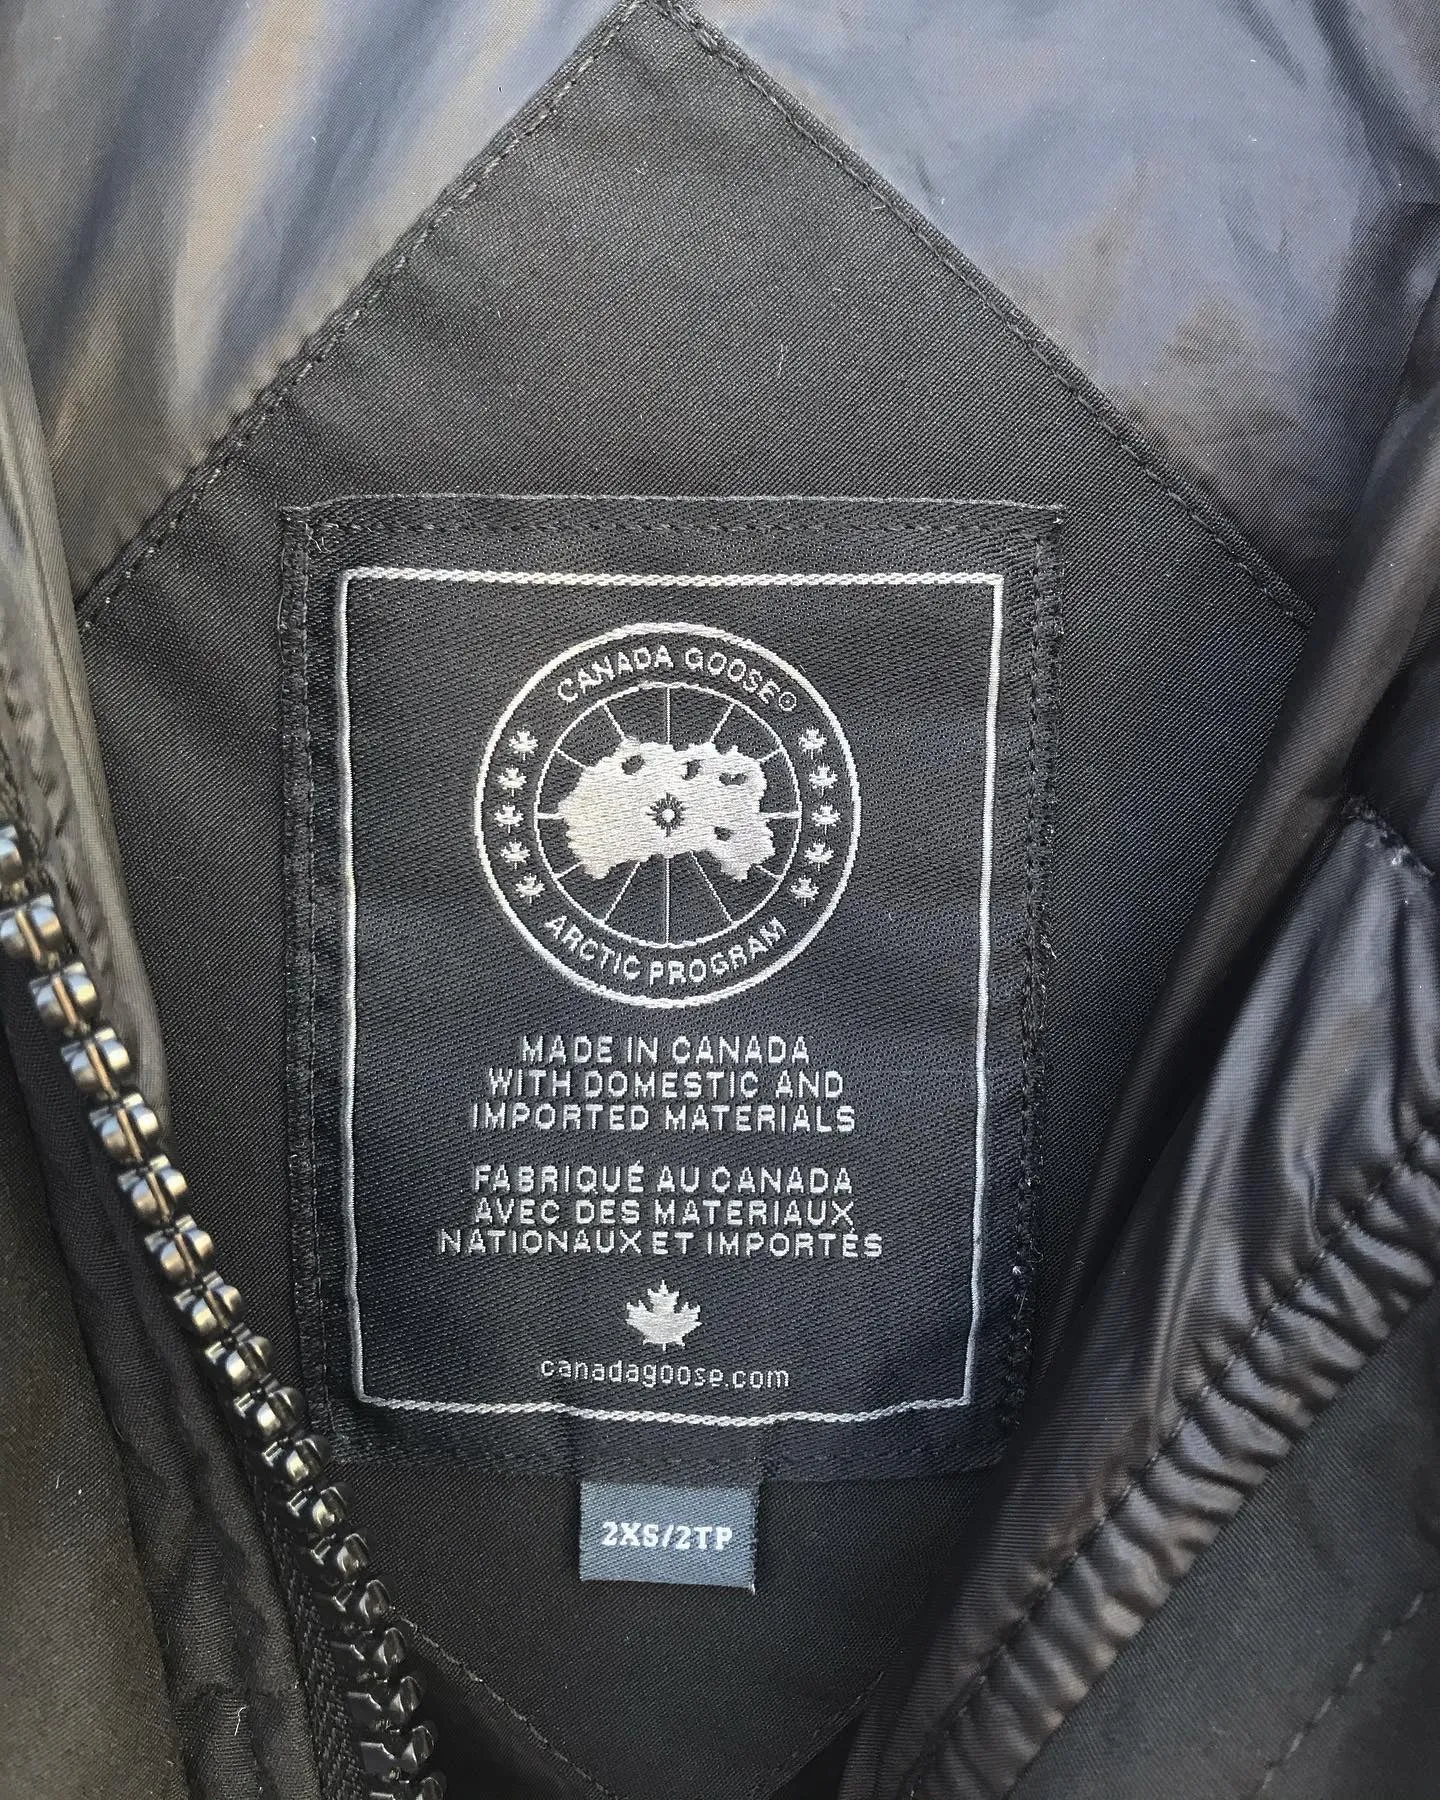 CANADA GOOSE®
ARCTIC PROGRAM
MADE IN CANADA
WITH DOMESTIC AND
IMPORTED MATERIALS
FABRIQUÉ AU CANADA
AVEC DES MATERIAUX
NATIONAUX ET IMPORTÉS
canadagoose.com
2XS/2TP